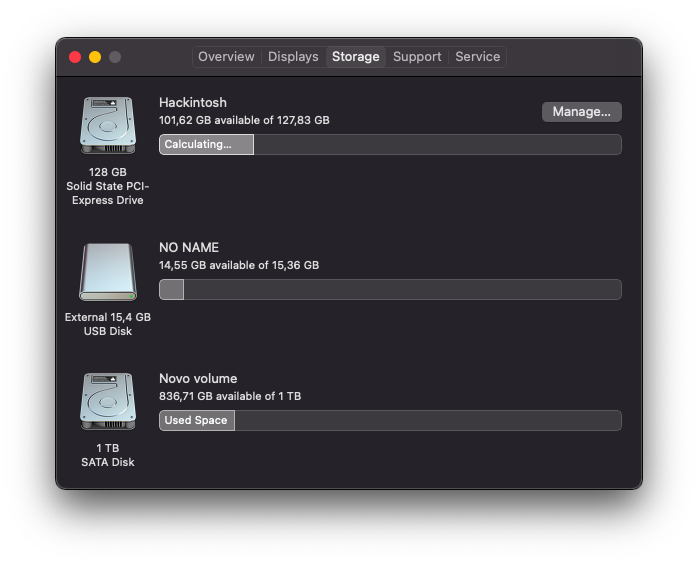 Overview Displays Storage Support Service
Hackintosh
101,62 GB available of 127,83 GB
Manage...
Calculating...
128 GB
Solid State PCI-
Express Drive
NO NAME
14,55 GB available of 15,36 GB
External 15,4 GB
USB Disk
Novo volume
836,71 GB available of 1 TB
Used Space
1 TB
SATA Disk